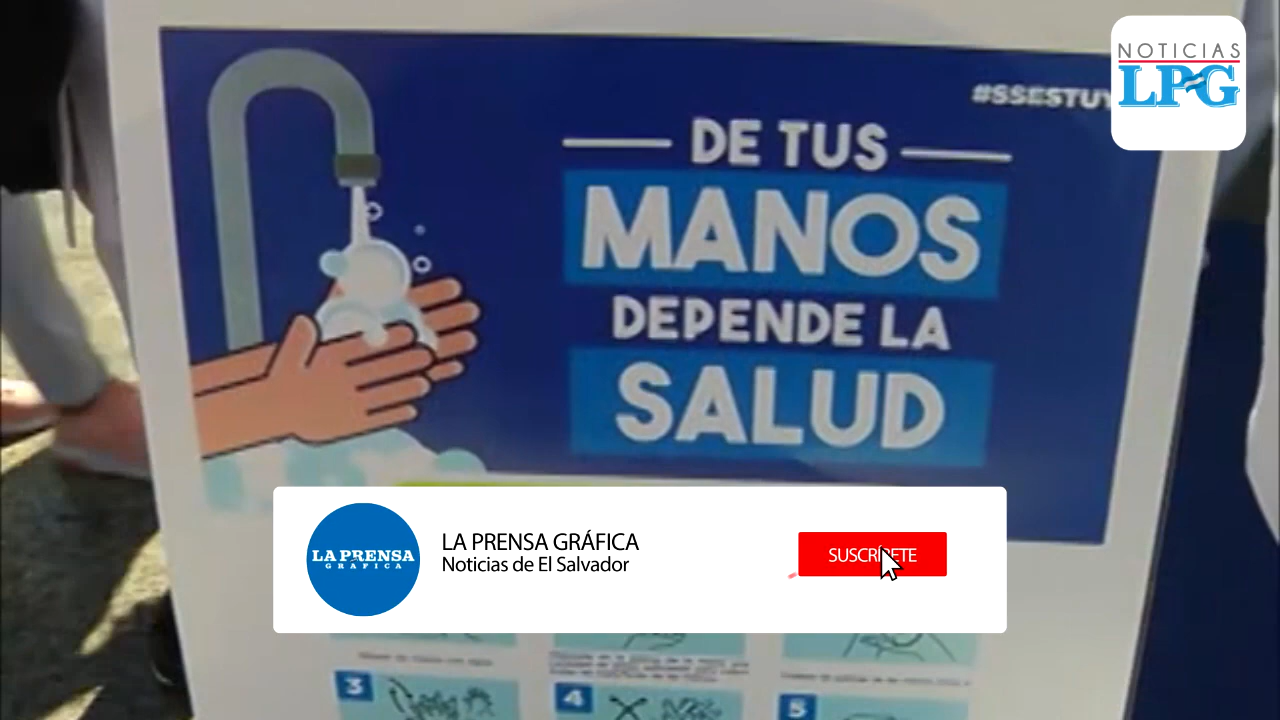 NOTICIAS
LPG
#SSESTUY
DE TUS
MANOS
DEPENDE LA
SALUD
LA PRENSA
GRÁFICA
LA PRENSA GRÁFICA
Noticias de El Salvador
SUSCRÍBETE
3
4
5